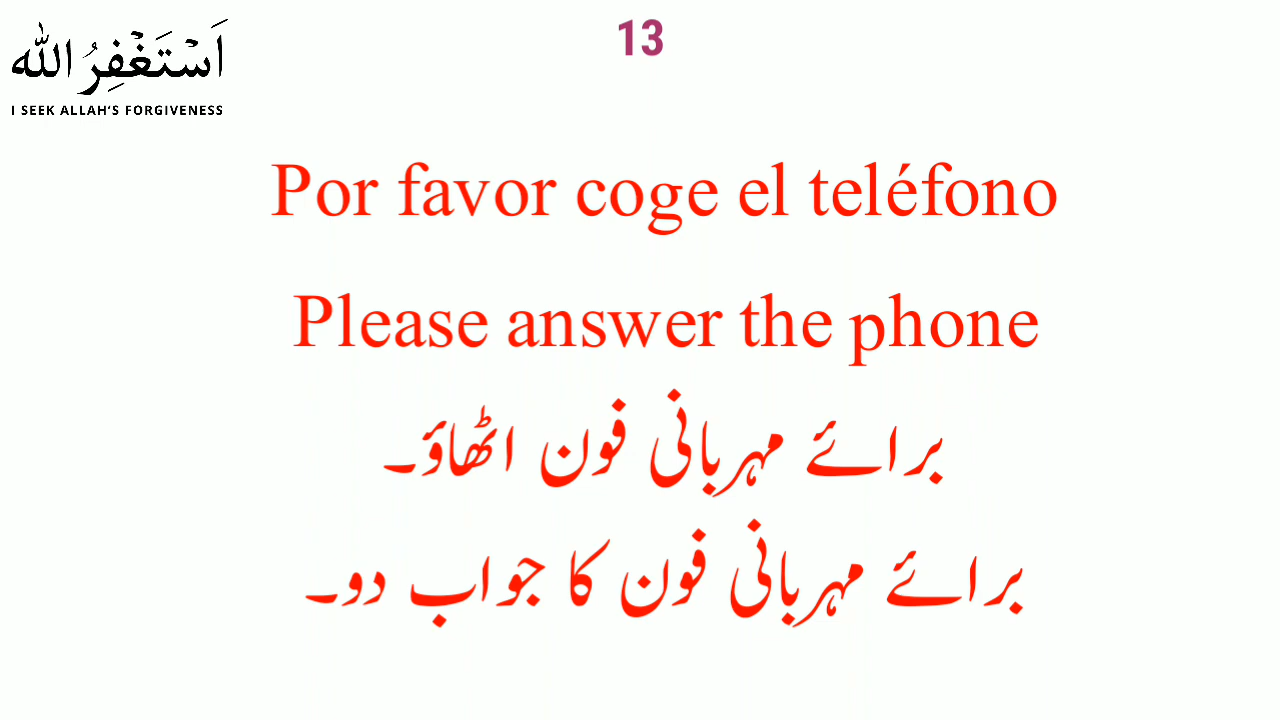 13
اَسْتَغْفِرُ اللّٰه
I SEEK ALLAH'S FORGIVENESS
Por favor coge el teléfono
Please answer the phone
برائے مہربانی فون اٹھاؤ۔
برائے مہربانی فون کا جواب دو۔